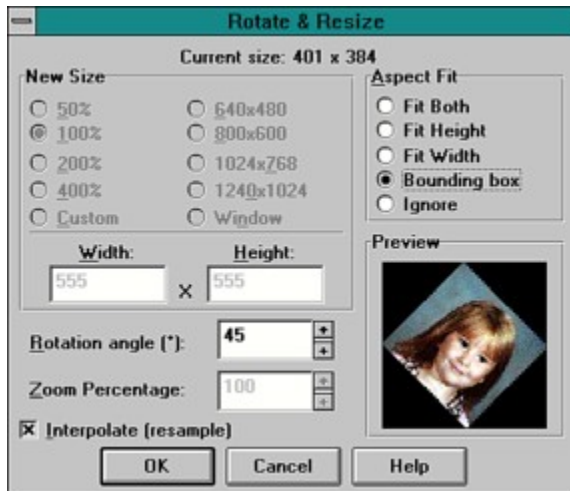 Rotate & Resize
Current size: 401 x 384
New Size
50%
100%
200%
400%
Custom
640x480
800x600
1024x768
1240x1024
Window
Width:
Height:
555
X
555
Rotation angle (°):
45
Zoom Percentage:
100
Interpolate (resample)
Aspect Fit
Fit Both
Fit Height
Fit Width
Bounding box
Ignore
Preview
OK
Cancel
Help